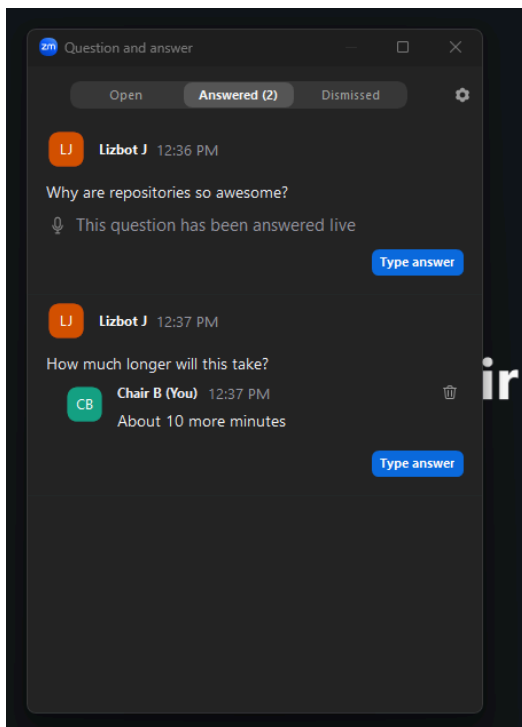 zm Question and answer
Open Answered (2) Dismissed
LJ Lizbot J 12:36 PM
Why are repositories so awesome?
This question has been answered live
Type answer
LJ Lizbot J 12:37 PM
How much longer will this take?
CB Chair B (You) 12:37 PM
About 10 more minutes
Type answer
ir